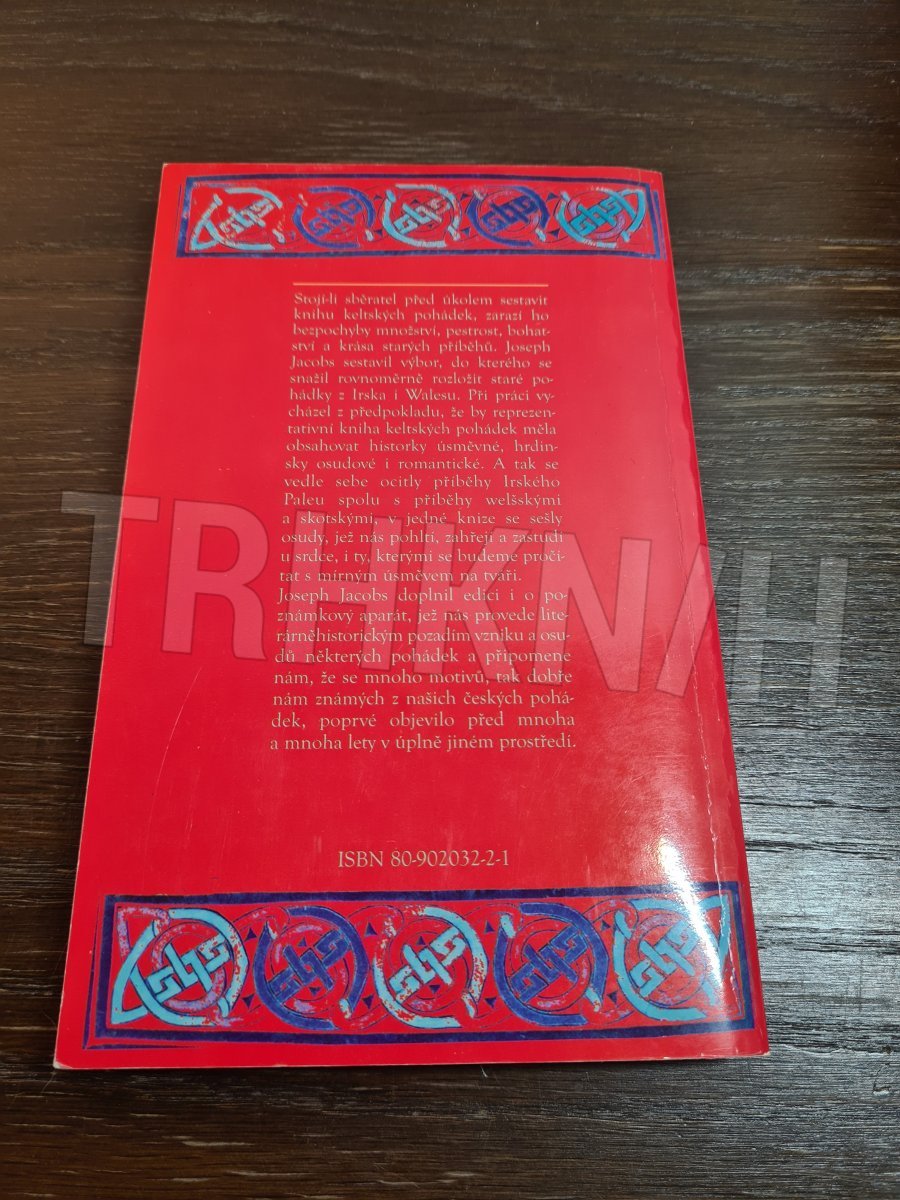 Stojí-li sběratel před úkolem sestavit
knihu keltských pohádek, zarazí ho
bezpochyby množství, pestrost, bohat-
ství a krása starých příběhů. Joseph
Jacobs sestavil výbor, do kterého se
snažil rovnoměrně rozložit staré po-
hádky z Irska i Walesu. Při práci vy-
cházel z předpokladu, že by reprezen-
tativní kniha keltských pohádek měla
obsahovat historky úsměvné, hrdin-
sky osudové i romantické. A tak se
vedle sebe ocitly příběhy Irského
Paleu spolu s příběhy welšskými
a skotskými, v jedné knize se sešly
osudy, jež nás pohltí, zahřejí a zastudí
u srdce, i ty, kterými se budeme pročí-
tat s mírným úsměvem na tváři.
Joseph Jacobs doplnil edici i o po-
známkový aparát, jež nás provede lite-
rárněhistorickým pozadím vzniku a osu-
dů některých pohádek a připomene
nám, že se mnoho motivů, tak dobře
nám známých z našich českých pohá-
dek, poprvé objevilo před mnoha
a mnoha lety v úplně jiném prostředí.
ISBN 80-902032-2-1
TRHKNIH